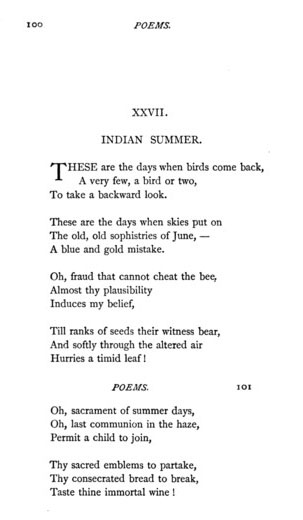 100 POEMS.
XXVII.
INDIAN SUMMER.
THESE are the days when birds come back,
A very few, a bird or two,
To take a backward look.
These are the days when skies put on
The old, old sophistries of June, —
A blue and gold mistake.
Oh, fraud that cannot cheat the bee,
Almost thy plausibility
Induces my belief,
Till ranks of seeds their witness bear,
And softly through the altered air
Hurries a timid leaf!
POEMS. 101
Oh, sacrament of summer days,
Oh, last communion in the haze,
Permit a child to join,
Thy sacred emblems to partake,
Thy consecrated bread to break,
Taste thine immortal wine!